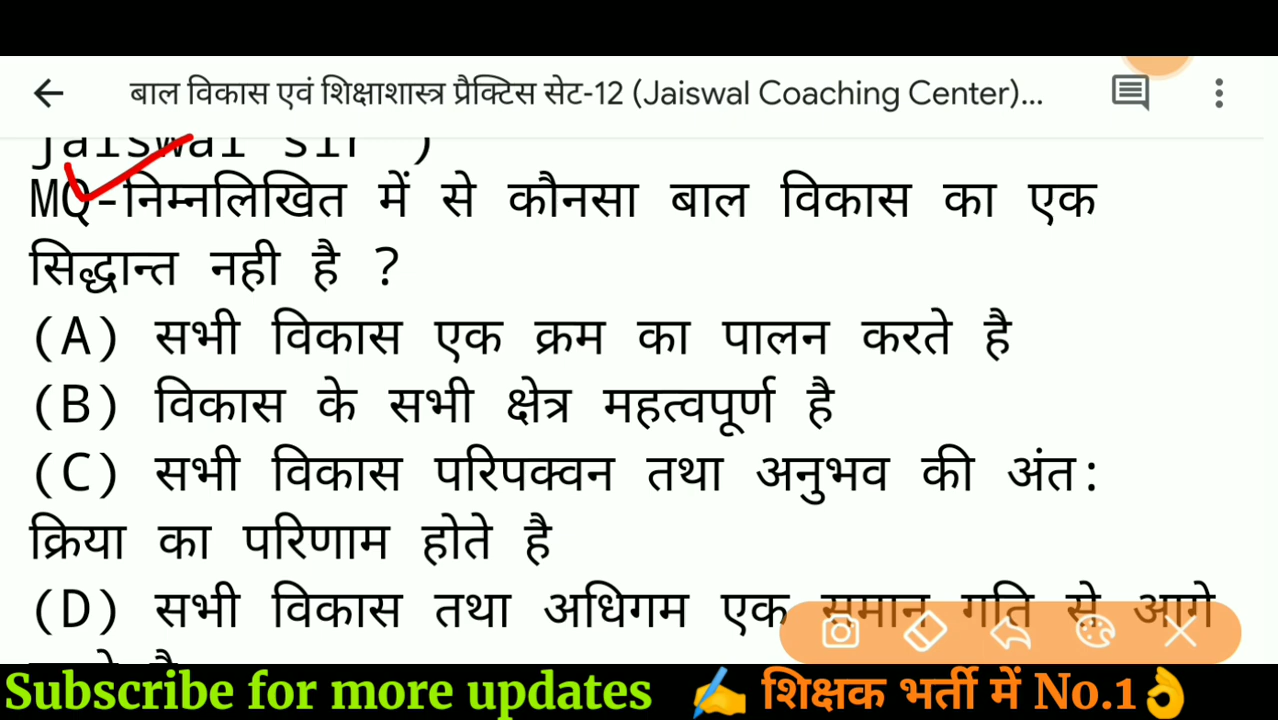 बाल विकास एवं शिक्षाशास्त्र प्रैक्टिस सेट-12 (Jaiswal Coaching Center)...
jaiswal sir )
MQ-निम्नलिखित में से कौनसा बाल विकास का एक
सिद्धान्त नही है ?
(A) सभी विकास एक क्रम का पालन करते है
(B) विकास के सभी क्षेत्र महत्वपूर्ण है
(C) सभी विकास परिपक्वन तथा अनुभव की अंत:
क्रिया का परिणाम होते है
(D) सभी विकास तथा अधिगम एक समान गति से आगे
Subscribe for more updates ✍️ शिक्षक भर्ती में No.1👌